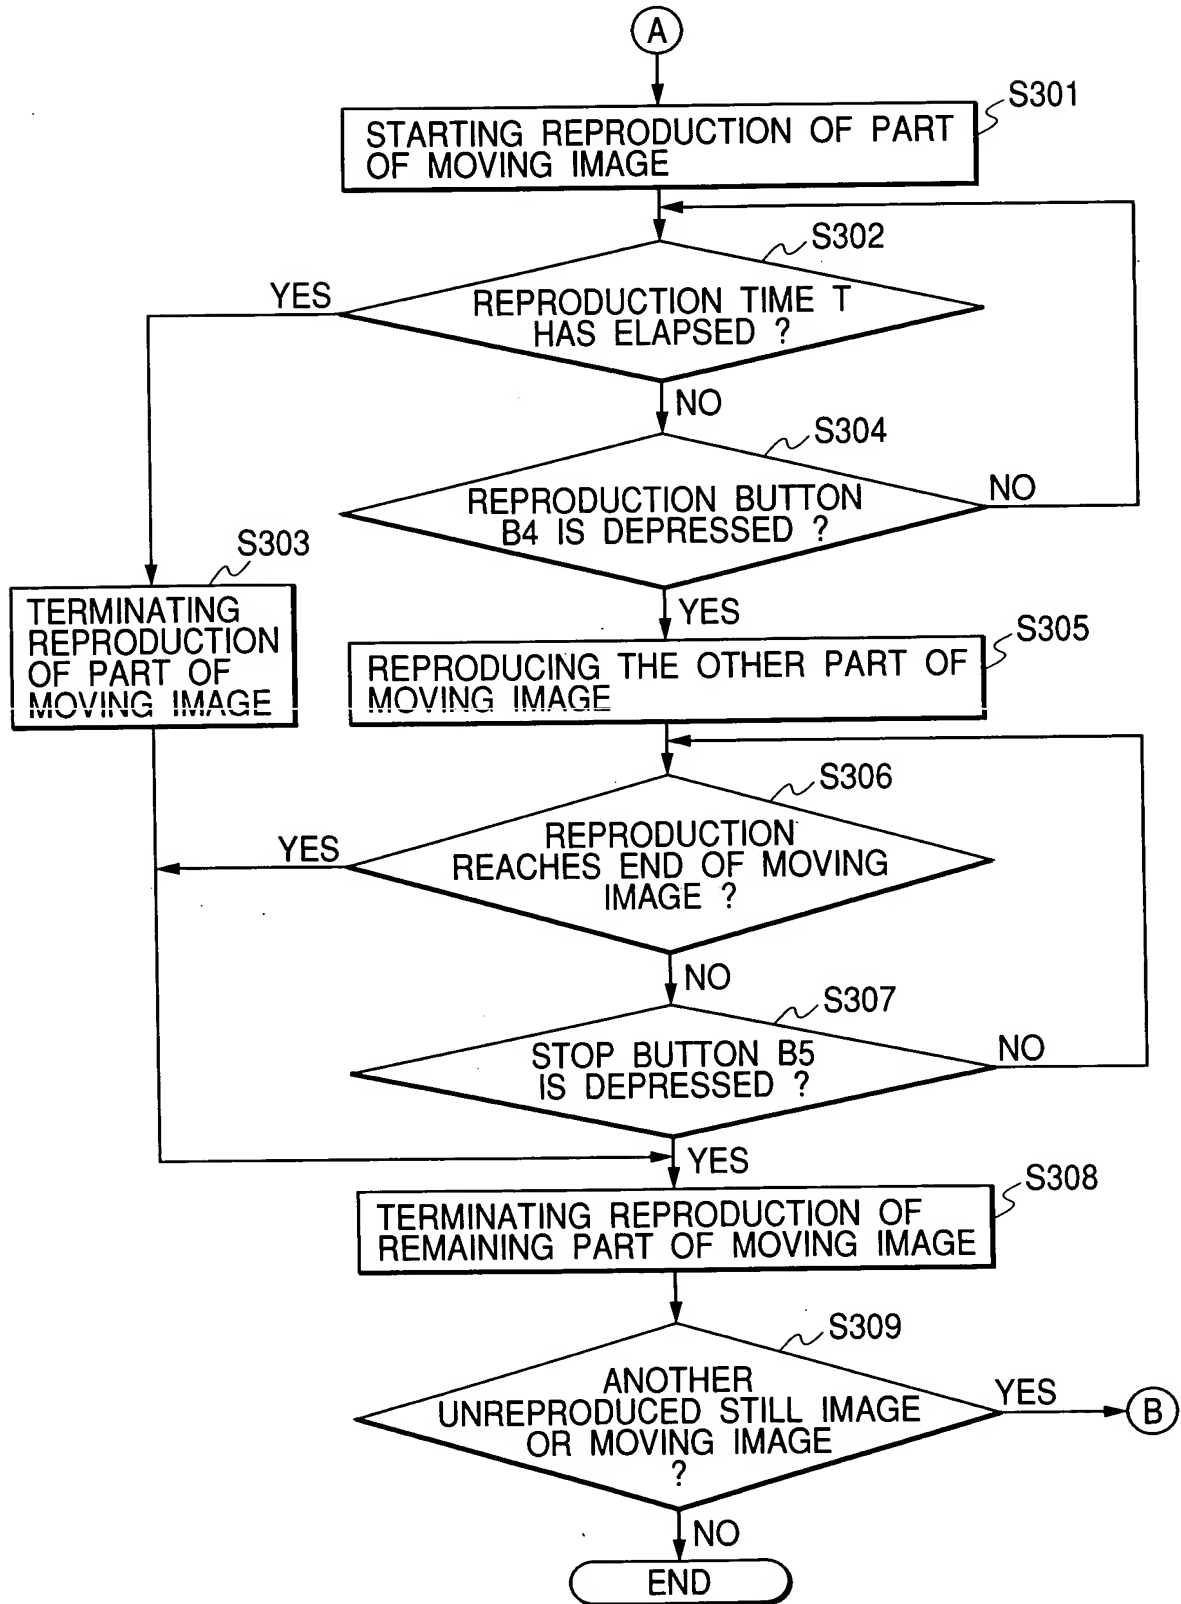 A
S301
STARTING REPRODUCTION OF PART
OF MOVING IMAGE
S302
YES
REPRODUCTION TIME T
HAS ELAPSED ?
NO
S304
REPRODUCTION BUTTON
B4 IS DEPRESSED ?
NO
S303
TERMINATING
REPRODUCTION
OF PART OF
MOVING IMAGE
YES
S305
REPRODUCING THE OTHER PART OF
MOVING IMAGE
S306
YES
REPRODUCTION
REACHES END OF MOVING
IMAGE ?
NO
S307
STOP BUTTON B5
IS DEPRESSED ?
NO
YES
S308
TERMINATING REPRODUCTION OF
REMAINING PART OF MOVING IMAGE
S309
ANOTHER
UNREPRODUCED STILL IMAGE
OR MOVING IMAGE
?
YES
B
NO
END